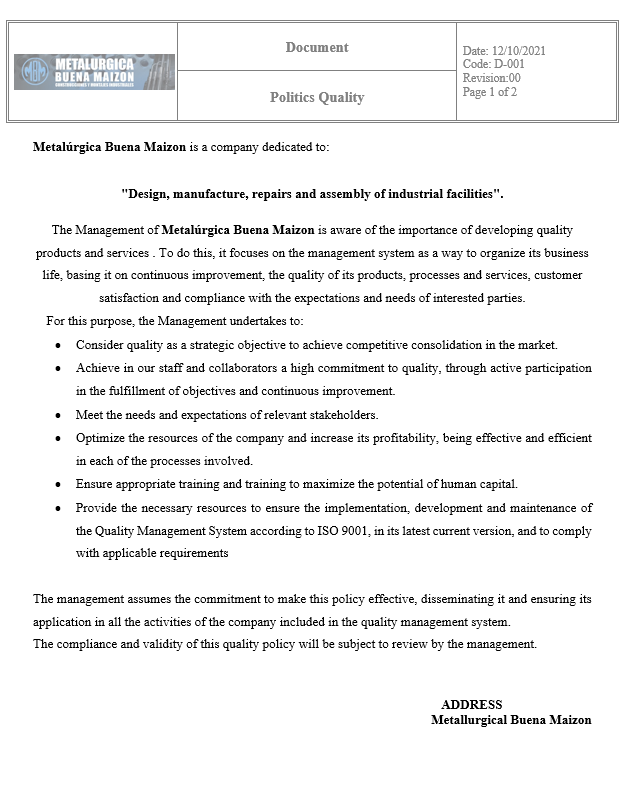 METALURGICA
BUENA MAIZON
CONSTRUCCIONES Y MONTAJES INDUSTRIALES
Document
Politics Quality
Date: 12/10/2021
Code: D-001
Revision:00
Page 1 of 2
Metalúrgica Buena Maizon is a company dedicated to:
"Design, manufacture, repairs and assembly of industrial facilities".
The Management of Metalúrgica Buena Maizon is aware of the importance of developing quality
products and services . To do this, it focuses on the management system as a way to organize its business
life, basing it on continuous improvement, the quality of its products, processes and services, customer
satisfaction and compliance with the expectations and needs of interested parties.
For this purpose, the Management undertakes to:
• Consider quality as a strategic objective to achieve competitive consolidation in the market.
• Achieve in our staff and collaborators a high commitment to quality, through active participation
in the fulfillment of objectives and continuous improvement.
• Meet the needs and expectations of relevant stakeholders.
• Optimize the resources of the company and increase its profitability, being effective and efficient
in each of the processes involved.
• Ensure appropriate training and training to maximize the potential of human capital.
• Provide the necessary resources to ensure the implementation, development and maintenance of
the Quality Management System according to ISO 9001, in its latest current version, and to comply
with applicable requirements
The management assumes the commitment to make this policy effective, disseminating it and ensuring its
application in all the activities of the company included in the quality management system.
The compliance and validity of this quality policy will be subject to review by the management.
ADDRESS
Metallurgical Buena Maizon